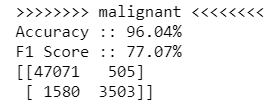 >>>>>>>> malignant <<<<<<<<
Accuracy :: 96.04%
F1 Score :: 77.07%
[[47071   505]
 [ 1580  3503]]